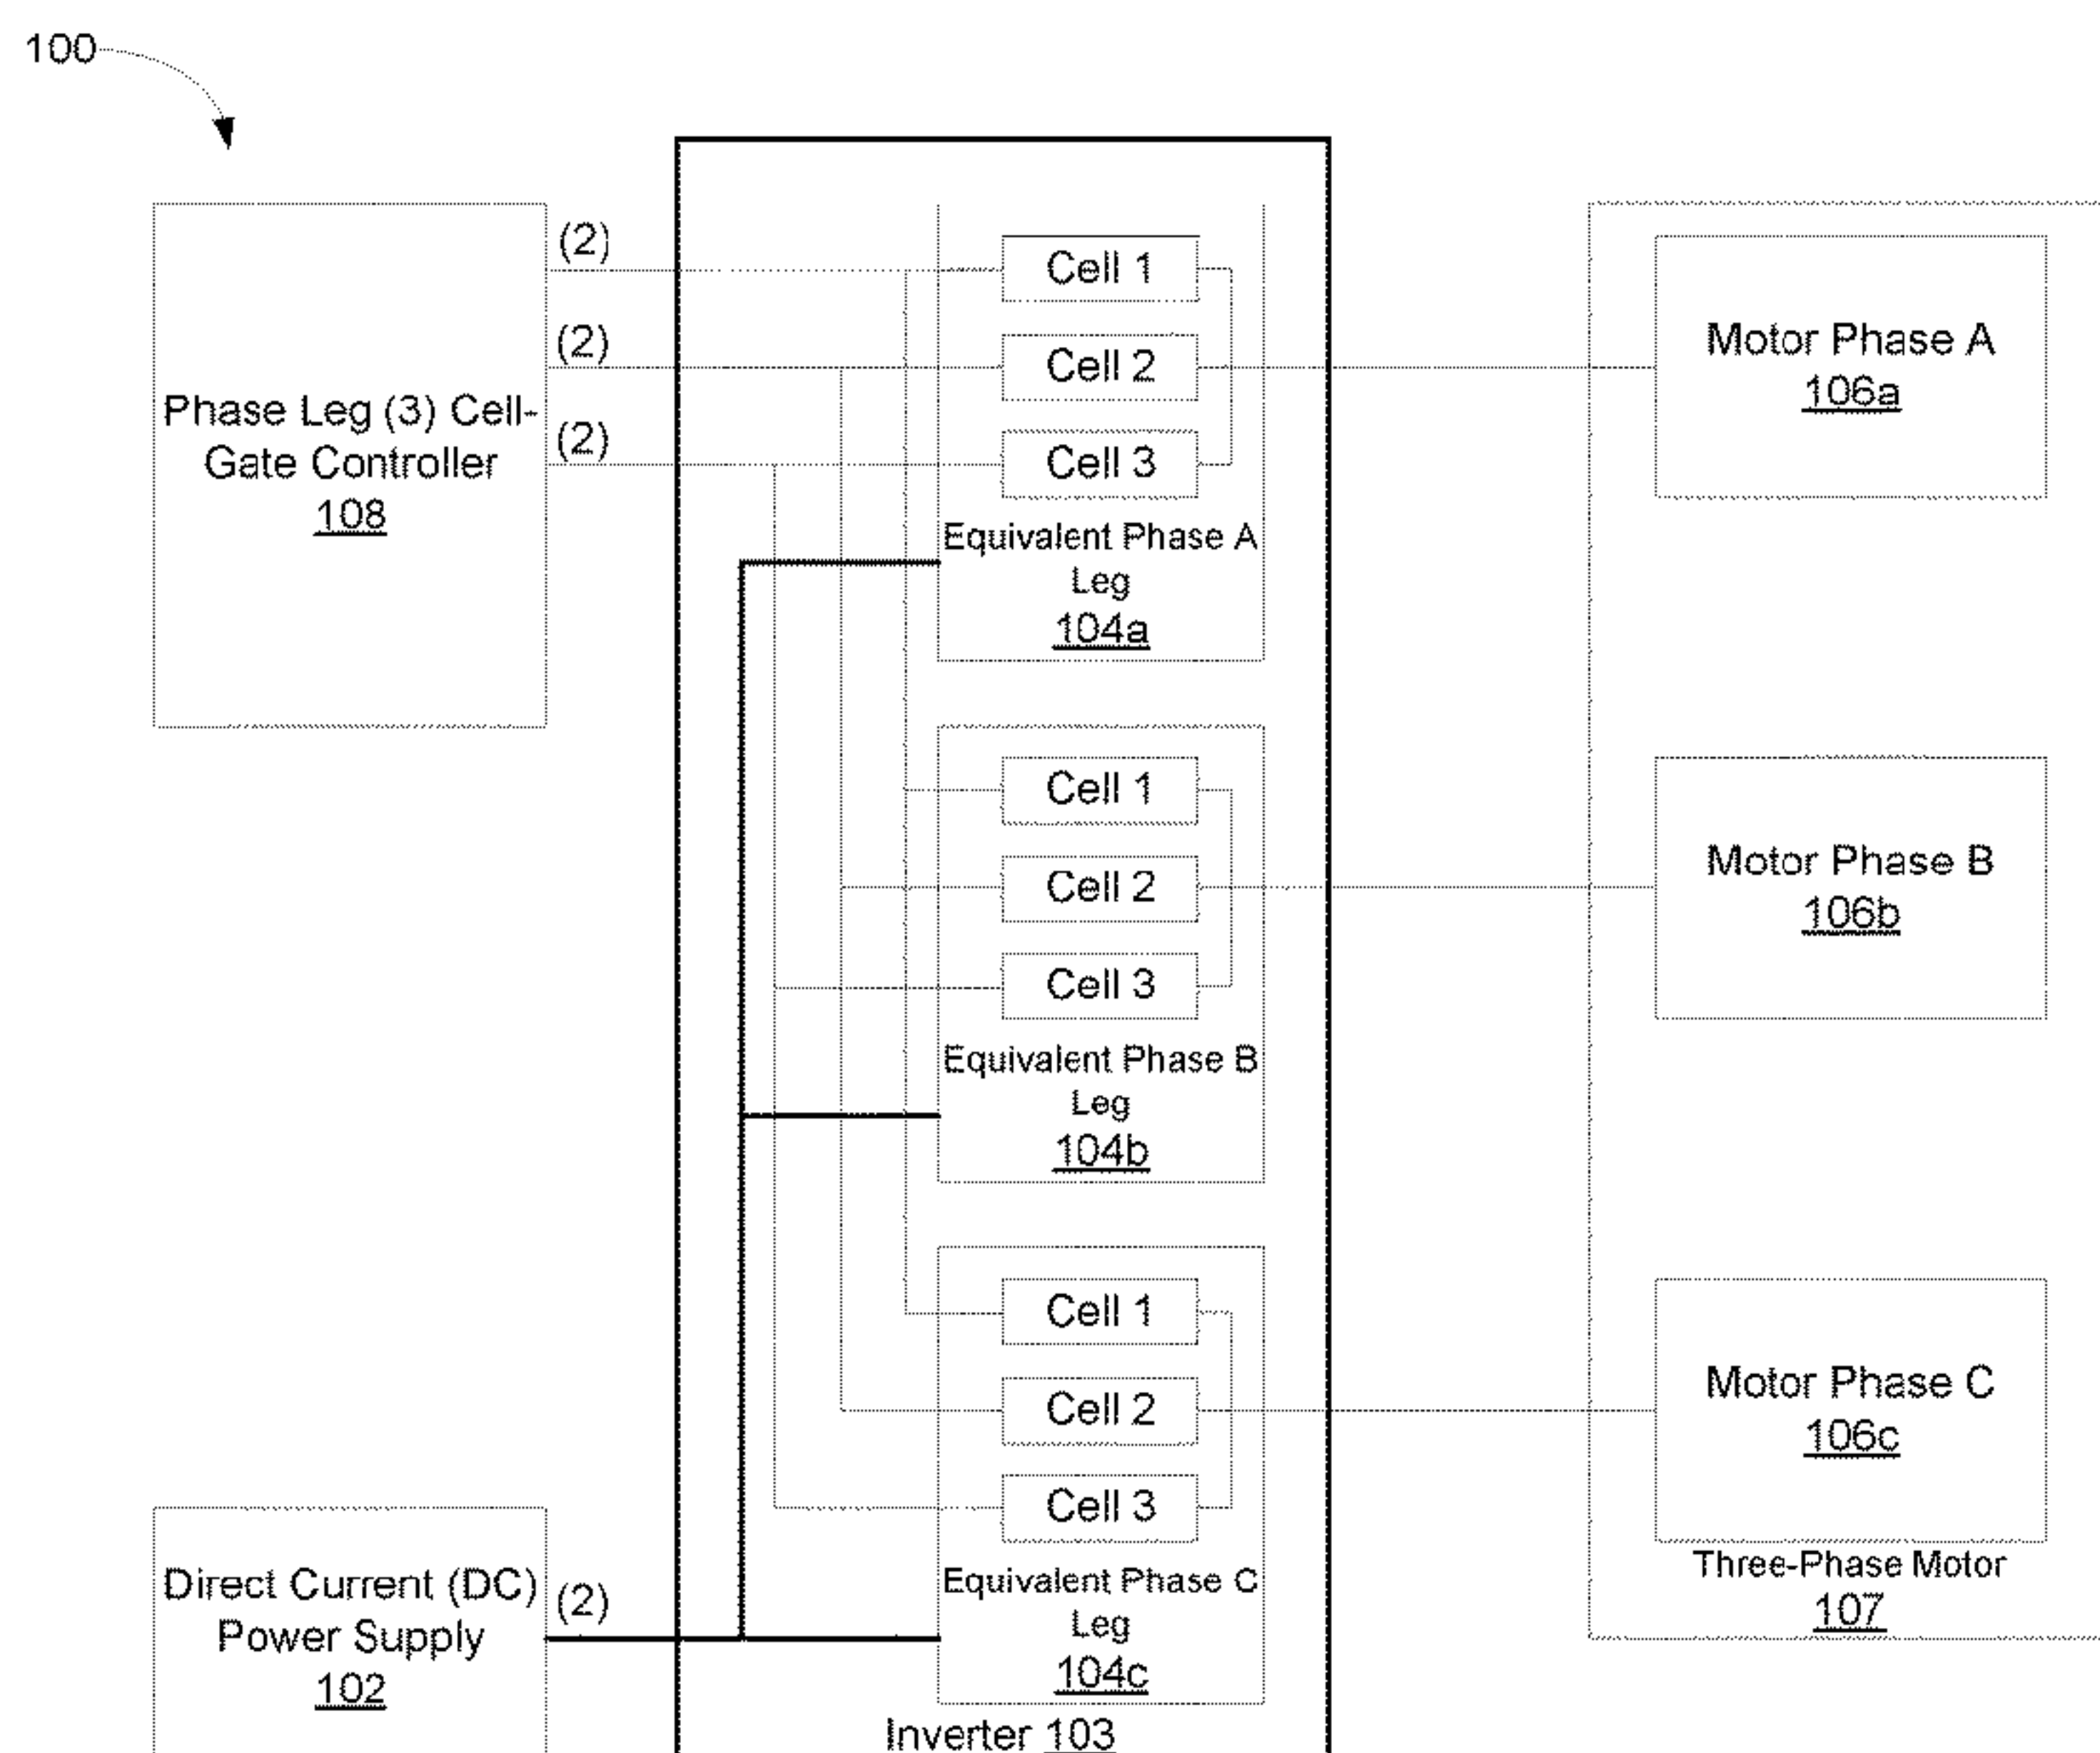 100
Phase Leg (3) Cell-
Gate Controller
108
(2)
(2)
(2)
Cell 1
Cell 2
Cell 3
Equivalent Phase A
Leg
104a
Motor Phase A
106a
Cell 1
Cell 2
Cell 3
Equivalent Phase B
Leg
104b
Motor Phase B
106b
Cell 1
Cell 2
Cell 3
Equivalent Phase C
Leg
104c
Motor Phase C
106c
Three-Phase Motor
107
Direct Current (DC)
Power Supply
102
(2)
Inverter 103